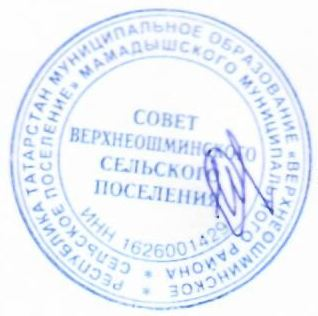 РЕСПУБЛИКА ТАТАРСТАН МУНИЦИПАЛЬНОЕ ОБРАЗОВАНИЕ «ВЕРХНЕОШМИНСКОЕ
СЕЛЬСКОЕ ПОСЕЛЕНИЕ» МАМАДЫШСКОГО МУНИЦИПАЛЬНОГО РАЙОНА
СОВЕТ
ВЕРХНЕОШМИНСКОГО
СЕЛЬСКОГО
ПОСЕЛЕНИЯ
ИНН 1626001429